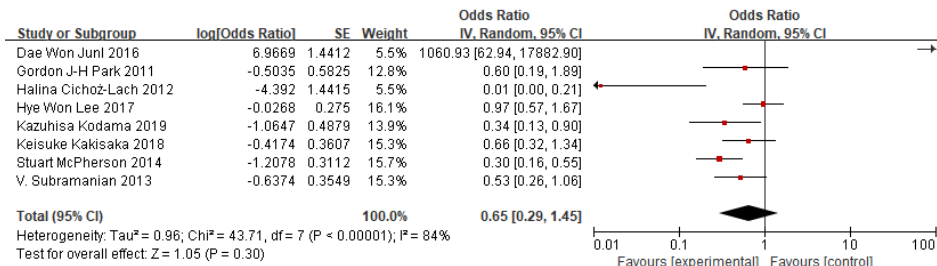 Odds Ratio Odds Ratio
Study or Subgroup log[Odds Ratio] SE Weight IV, Random, 95% CI IV, Random, 95% CI
Dae Won Junl 2016 6.9669 1.4412 5.5% 1060.93 [62.94, 17882.90]
Gordon J-H Park 2011 -0.5035 0.5825 12.8% 0.60 [0.19, 1.89]
Halina Cichoż-Lach 2012 -4.392 1.4415 5.5% 0.01 [0.00, 0.21]
Hye Won Lee 2017 -0.0268 0.275 16.1% 0.97 [0.57, 1.67]
Kazuhisa Kodama 2019 -1.0647 0.4879 13.9% 0.34 [0.13, 0.90]
Keisuke Kakisaka 2018 -0.4174 0.3607 15.3% 0.66 [0.32, 1.34]
Stuart McPherson 2014 -1.2078 0.3112 15.7% 0.30 [0.16, 0.55]
V. Subramanian 2013 -0.6374 0.3549 15.3% 0.53 [0.26, 1.06]
Total (95% CI) 100.0% 0.65 [0.29, 1.45]
Heterogeneity: Tau² = 0.96; Chi² = 43.71, df = 7 (P < 0.00001); I² = 84%
Test for overall effect: Z = 1.05 (P = 0.30)
0.01 0.1 1 10 100
Favours [experimental] Favours [control]